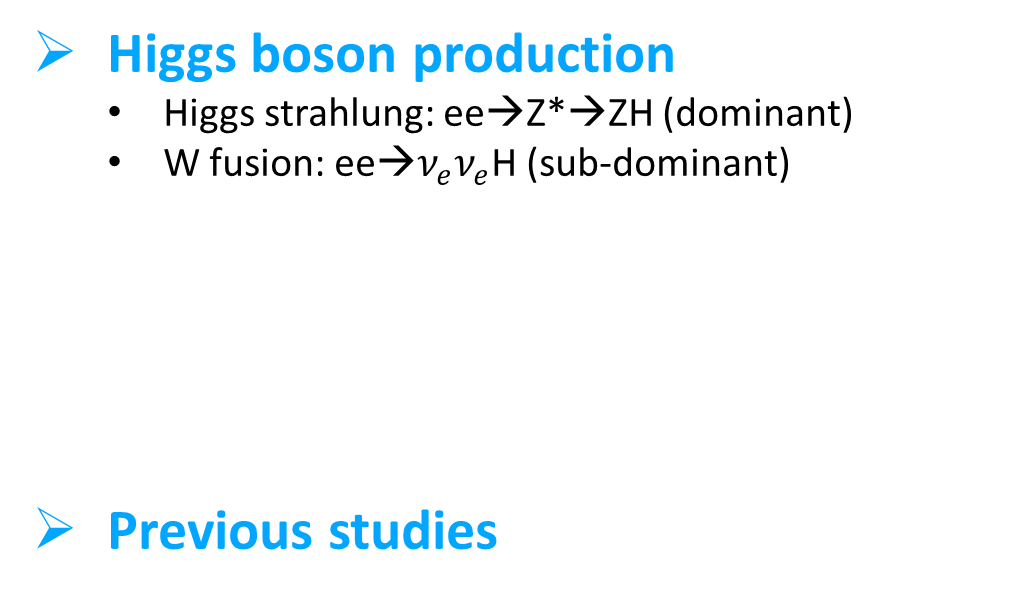 ➢ Higgs boson production
• Higgs strahlung: ee→Z*→ZH (dominant)
• W fusion: ee→νₑνₑH (sub-dominant)
➢ Previous studies